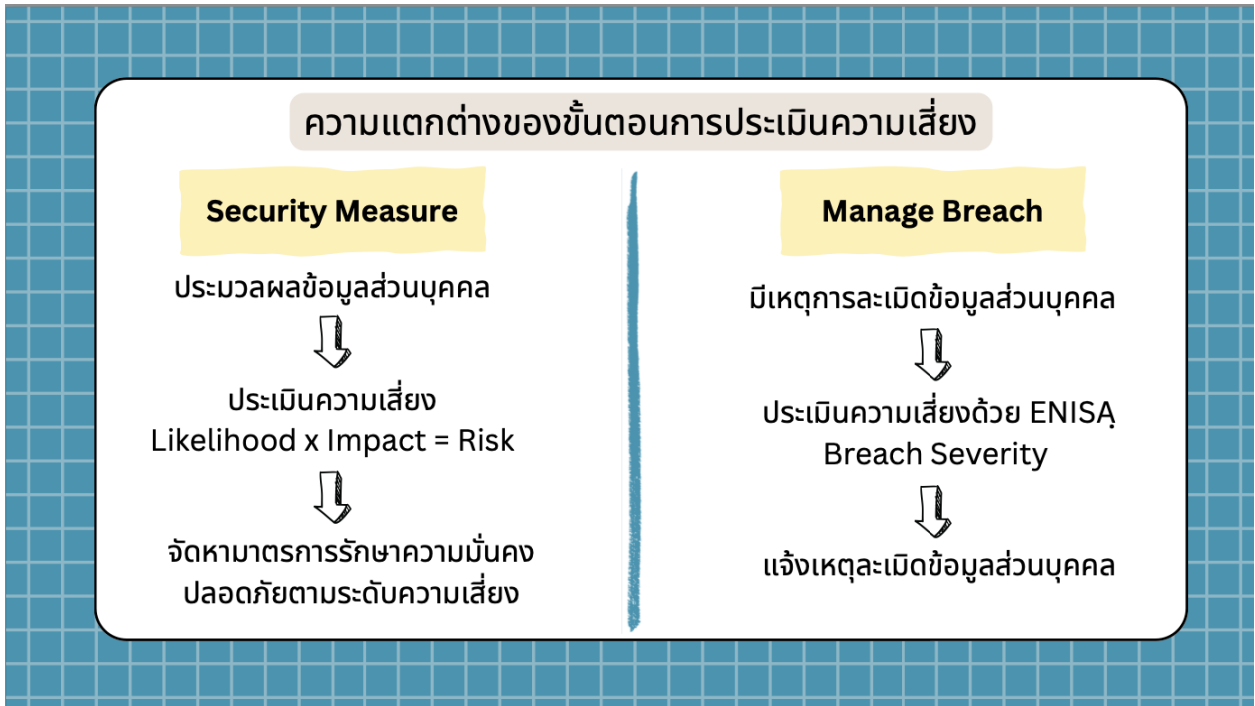 ความแตกต่างของขั้นตอนการประเมินความเสี่ยง
Security Measure
ประมวลผลข้อมูลส่วนบุคคล
ประเมินความเสี่ยง
Likelihood x Impact = Risk
จัดหามาตรการรักษาความมั่นคง
ปลอดภัยตามระดับความเสี่ยง
Manage Breach
มีเหตุการละเมิดข้อมูลส่วนบุคคล
ประเมินความเสี่ยงด้วย ENISAฺ
Breach Severity
แจ้งเหตุละเมิดข้อมูลส่วนบุคคล